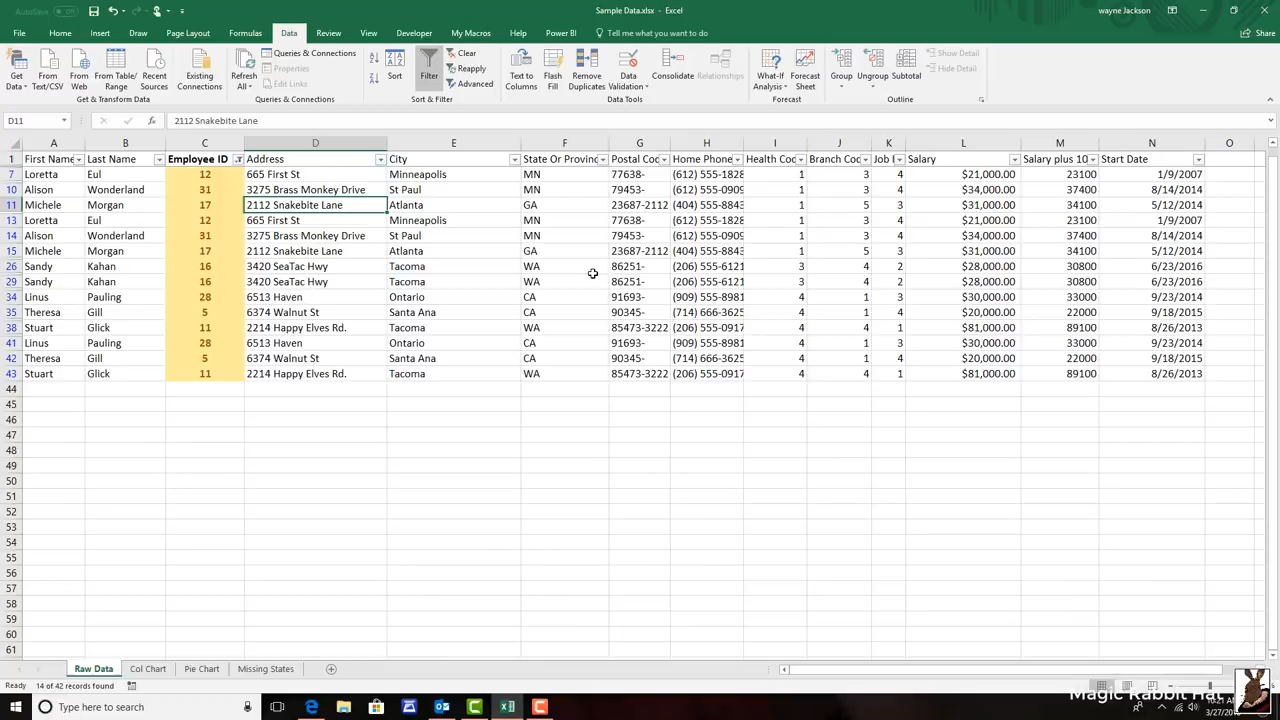 AutoSave Off Sample Data.xlsx - Excel wayne Jackson
File Home Insert Draw Page Layout Formulas Data Review View Developer My Macros Help Power BI Tell me what you want to do Share
Get Data From Text/CSV From Web From Table/Range Recent Sources Existing Connections Refresh All Queries & Connections Properties Edit Links Sort Filter Clear Reapply Advanced Text to Columns Flash Fill Remove Duplicates Data Validation Consolidate Relationships What-If Analysis Forecast Sheet Group Ungroup Subtotal Show Detail Hide Detail
Get & Transform Data Queries & Connections Sort & Filter Data Tools Forecast Outline
D11 fx 2112 Snakebite Lane
A B C D E F G H I J K L M N O
1 First Name Last Name Employee ID Address City State Or Provinc Postal Cod Home Phone Health Cod Branch Cod Job Salary Salary plus 10 Start Date
7 Loretta Eul 12 665 First St Minneapolis MN 77638- (612) 555-1828 1 3 4 $21,000.00 23100 1/9/2007
10 Alison Wonderland 31 3275 Brass Monkey Drive St Paul MN 79453- (612) 555-0909 1 3 4 $34,000.00 37400 8/14/2014
11 Michele Morgan 17 2112 Snakebite Lane Atlanta GA 23687-2112 (404) 555-8843 1 5 3 $31,000.00 34100 5/12/2014
13 Loretta Eul 12 665 First St Minneapolis MN 77638- (612) 555-1828 1 3 4 $21,000.00 23100 1/9/2007
14 Alison Wonderland 31 3275 Brass Monkey Drive St Paul MN 79453- (612) 555-0909 1 3 4 $34,000.00 37400 8/14/2014
15 Michele Morgan 17 2112 Snakebite Lane Atlanta GA 23687-2112 (404) 555-8843 1 5 3 $31,000.00 34100 5/12/2014
26 Sandy Kahan 16 3420 SeaTac Hwy Tacoma WA 86251- (206) 555-6121 3 4 2 $28,000.00 30800 6/23/2016
29 Sandy Kahan 16 3420 SeaTac Hwy Tacoma WA 86251- (206) 555-6121 3 4 2 $28,000.00 30800 6/23/2016
34 Linus Pauling 28 6513 Haven Ontario CA 91693- (909) 555-8981 4 1 3 $30,000.00 33000 9/23/2014
35 Theresa Gill 5 6374 Walnut St Santa Ana CA 90345- (714) 666-3625 4 1 4 $20,000.00 22000 9/18/2015
38 Stuart Glick 11 2214 Happy Elves Rd. Tacoma WA 85473-3222 (206) 555-0917 4 4 1 $81,000.00 89100 8/26/2013
41 Linus Pauling 28 6513 Haven Ontario CA 91693- (909) 555-8981 4 1 3 $30,000.00 33000 9/23/2014
42 Theresa Gill 5 6374 Walnut St Santa Ana CA 90345- (714) 666-3625 4 1 4 $20,000.00 22000 9/18/2015
43 Stuart Glick 11 2214 Happy Elves Rd. Tacoma WA 85473-3222 (206) 555-0917 4 4 1 $81,000.00 89100 8/26/2013
44
45
46
47
48
49
50
51
52
53
54
55
56
57
58
59
60
61
Raw Data Col Chart Pie Chart Missing States
Ready 14 of 42 records found
Magic Rabbit Hat
Type here to search 10:21 AM